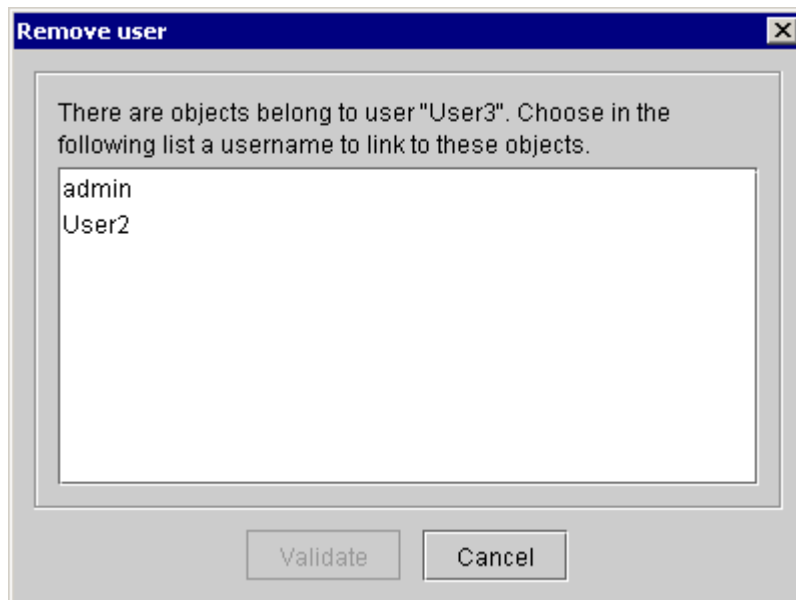 Remove user
There are objects belong to user "User3". Choose in the
following list a username to link to these objects.
admin
User2
Validate
Cancel